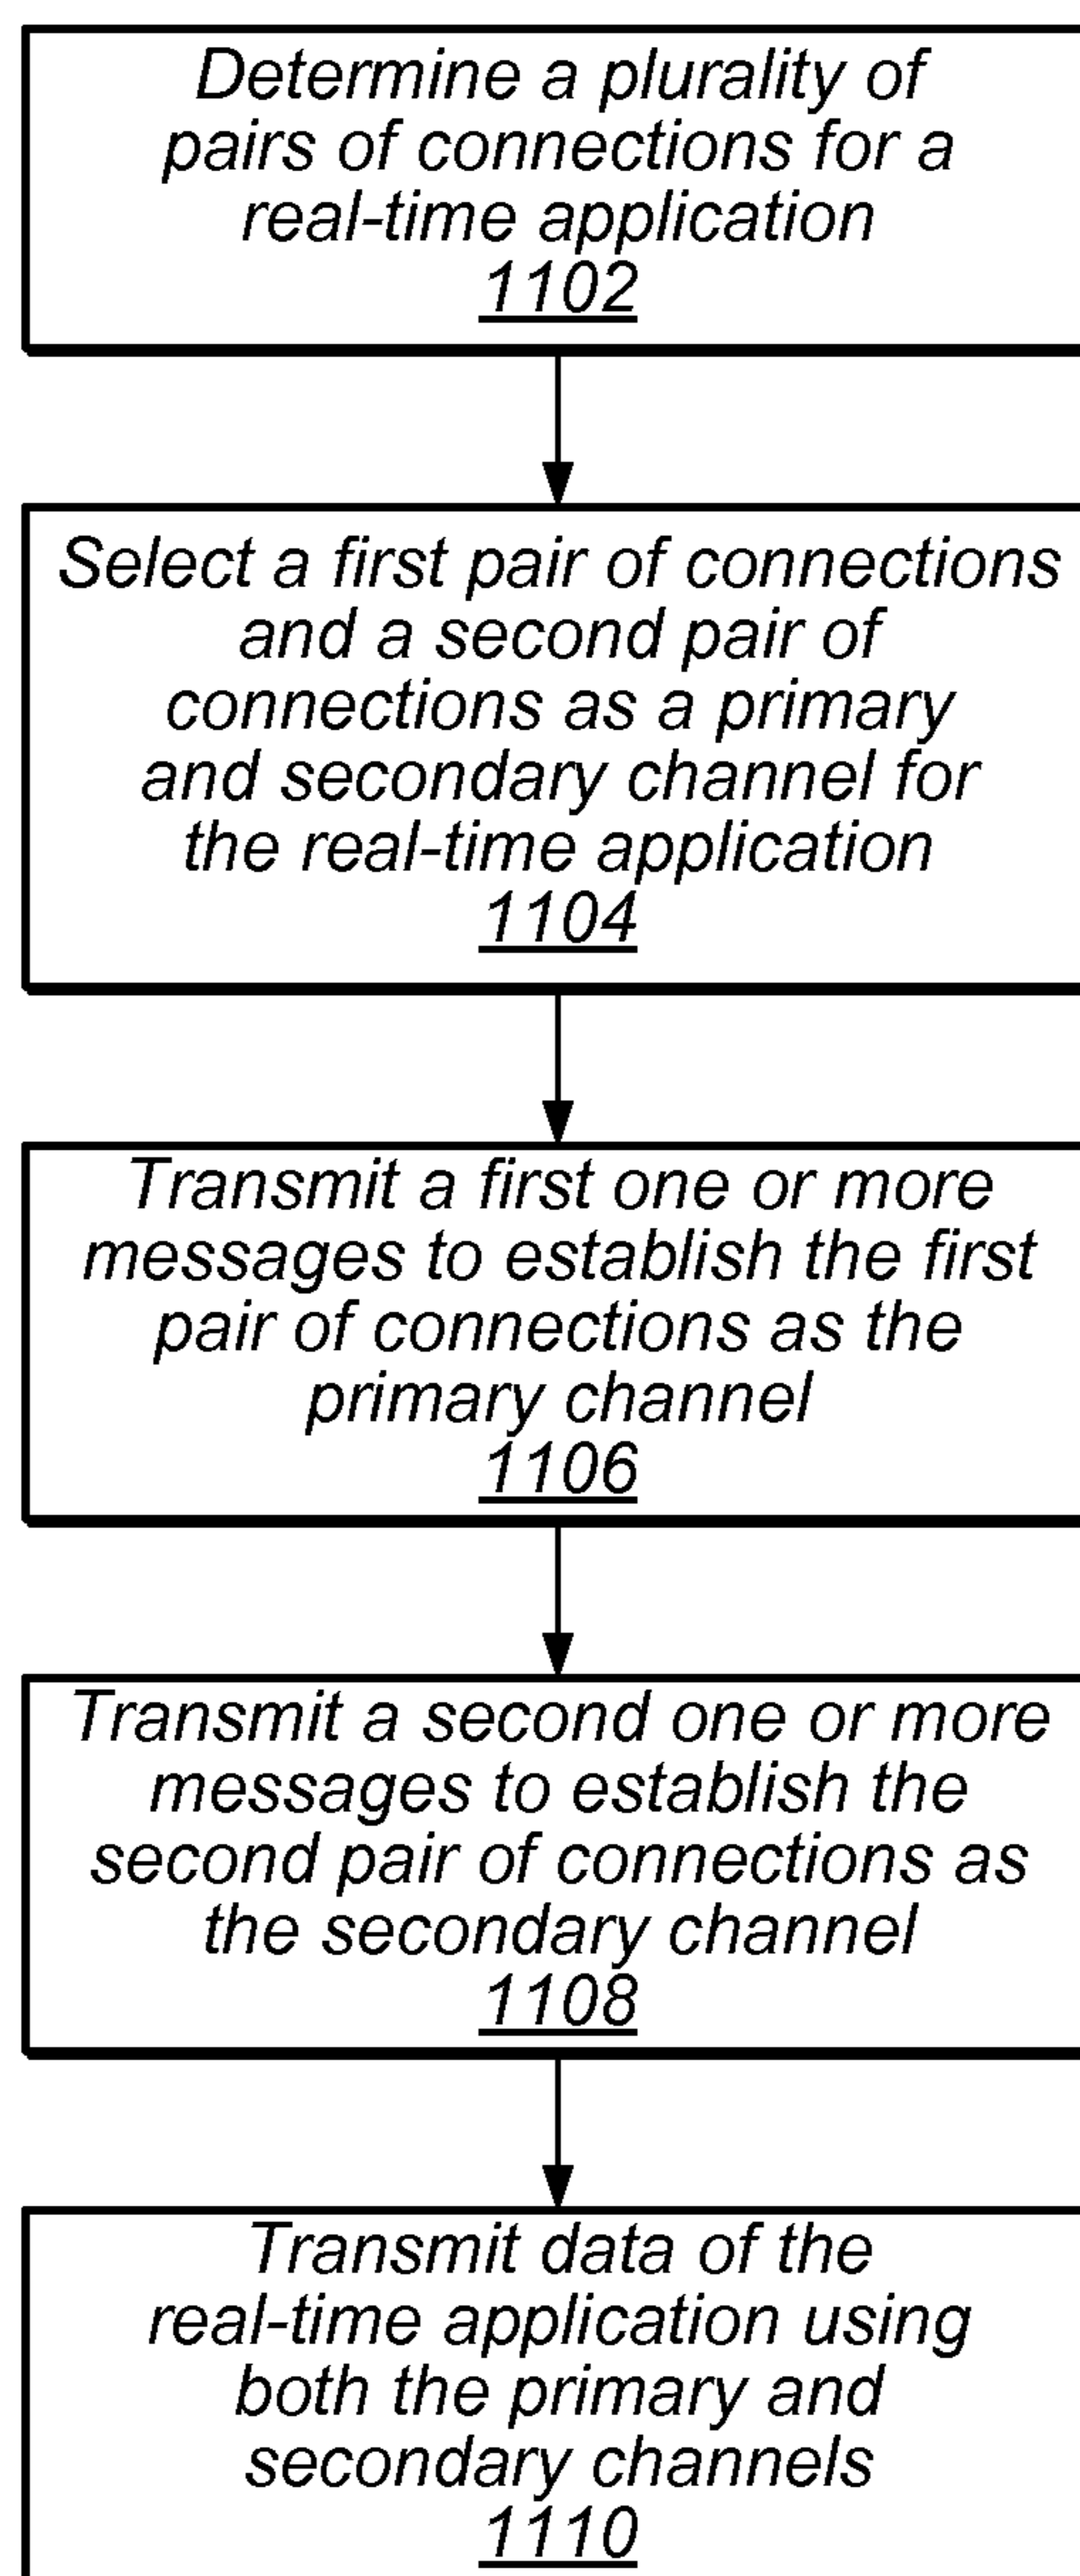 Determine a plurality of
pairs of connections for a
real-time application
1102
Select a first pair of connections
and a second pair of
connections as a primary
and secondary channel for
the real-time application
1104
Transmit a first one or more
messages to establish the first
pair of connections as the
primary channel
1106
Transmit a second one or more
messages to establish the
second pair of connections as
the secondary channel
1108
Transmit data of the
real-time application using
both the primary and
secondary channels
1110